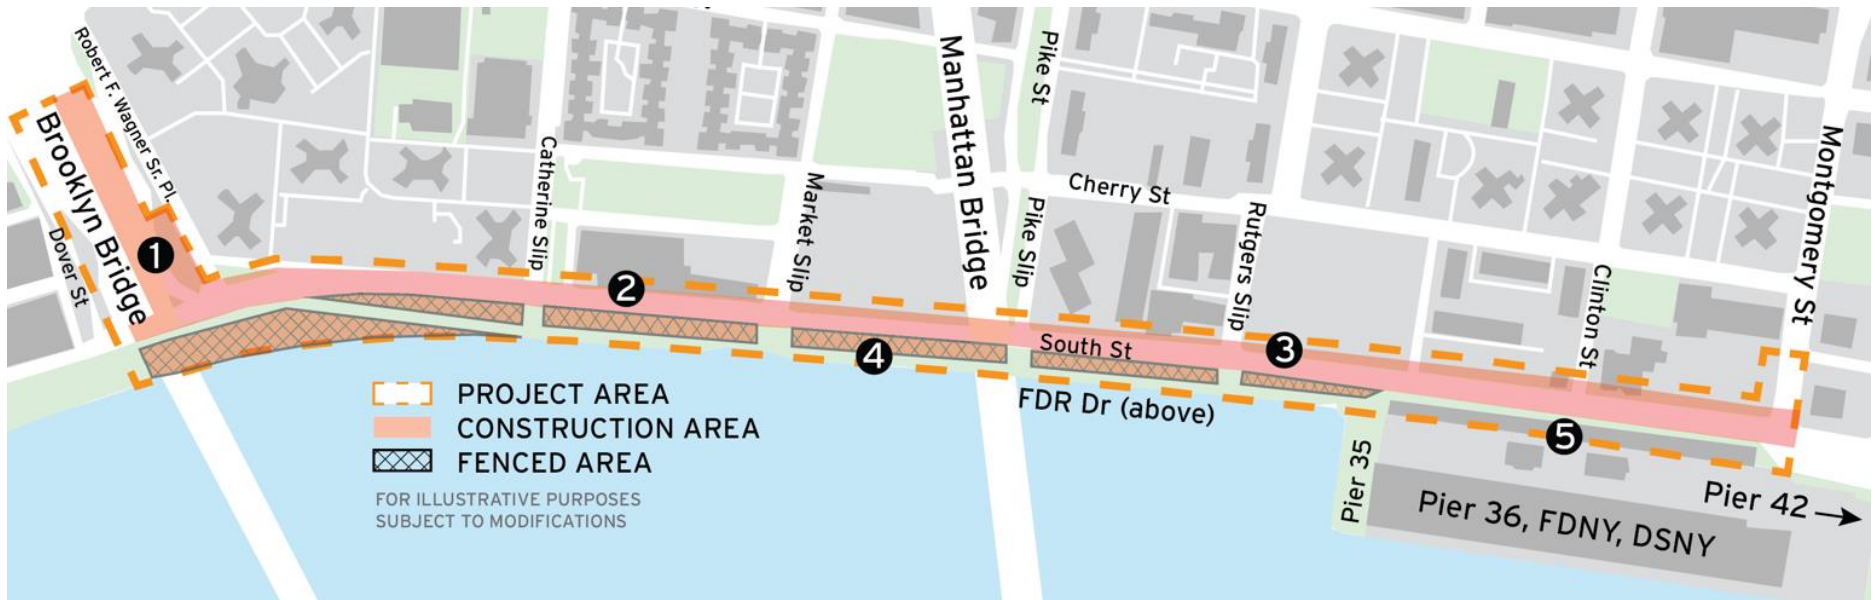 Robert F. Wagner Sr. Pl.
Brooklyn Bridge
Dover St
1
Catherine Slip
2
Market Slip
Manhattan Bridge
Pike St
Pike Slip
Cherry St
Rutgers Slip
3
Clinton St
Montgomery St
4
South St
FDR Dr (above)
5
Pier 35
Pier 36, FDNY, DSNY
Pier 42
PROJECT AREA
CONSTRUCTION AREA
FENCED AREA
FOR ILLUSTRATIVE PURPOSES
SUBJECT TO MODIFICATIONS